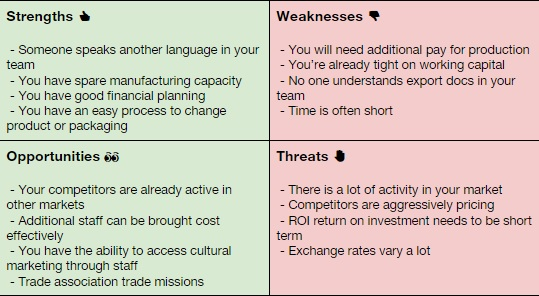 Strengths
- Someone speaks another language in your
team
- You have spare manufacturing capacity
- You have good financial planning
- You have an easy process to change
product or packaging
Weaknesses
- You will need additional pay for production
- You're already tight on working capital
- No one understands export docs in your
team
- Time is often short
Opportunities
- Your competitors are already active in
other markets
- Additional staff can be brought cost
effectively
- You have the ability to access cultural
marketing through staff
- Trade association trade missions
Threats
- There is a lot of activity in your market
- Competitors are aggressively pricing
- ROI return on investment needs to be short
term
- Exchange rates vary a lot